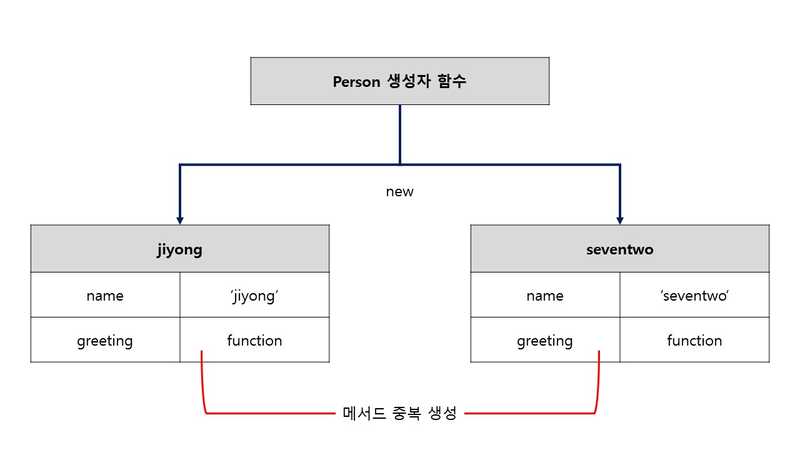 Person 생성자 함수
new
jiyong
name ‘jiyong’
greeting function
seventwo
name ‘seventwo’
greeting function
메서드 중복 생성